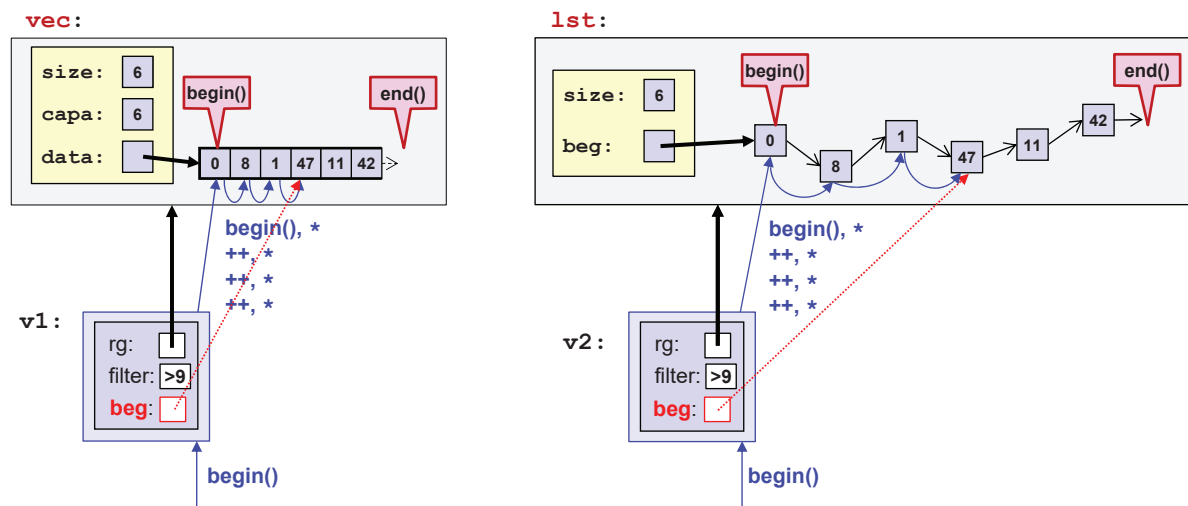 vec:
size: 6
capa: 6
data:
begin()
end()
0 8 1 47 11 42
begin(), *
++, *
++, *
++, *
v1:
rg:
filter: >9
beg:
begin()
lst:
size: 6
beg:
begin()
end()
0
8
1
47
11
42
begin(), *
++, *
++, *
++, *
v2:
rg:
filter: >9
beg:
begin()